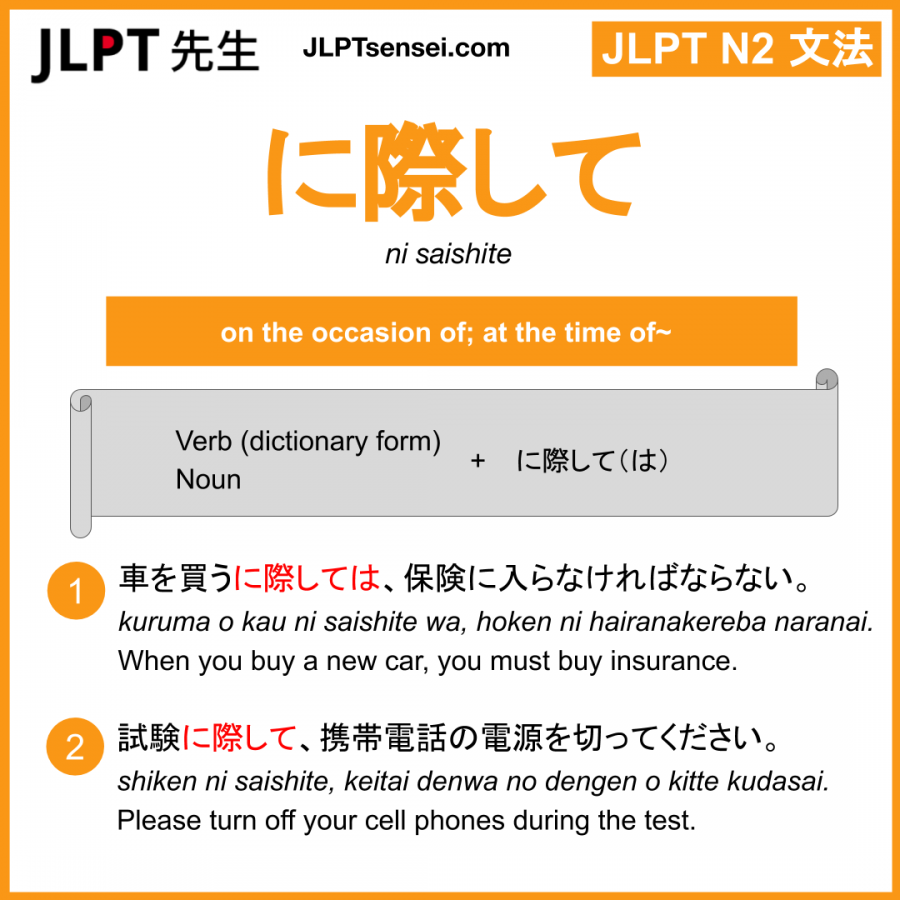 JLPT 先生
JLPTsensei.com
JLPT N2 文法
に際して
ni saishite
on the occasion of; at the time of~
Verb (dictionary form)
Noun
+ に際して（は）
1 車を買うに際しては、保険に入らなければならない。
kuruma o kau ni saishite wa, hoken ni hairanakereba naranai.
When you buy a new car, you must buy insurance.
2 試験に際して、携帯電話の電源を切ってください。
shiken ni saishite, keitai denwa no dengen o kitte kudasai.
Please turn off your cell phones during the test.